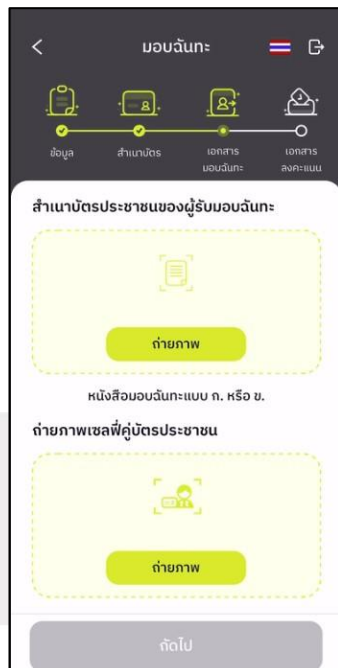 มอบฉันทะ
ข้อมูล
สำเนาบัตร
เอกสาร
มอบฉันทะ
เอกสาร
ลงคะแนน
สำเนาบัตรประชาชนของผู้รับมอบฉันทะ
ถ่ายภาพ
หนังสือมอบฉันทะแบบ ก. หรือ ข.
ถ่ายภาพเซลฟี่คู่บัตรประชาชน
ถ่ายภาพ
ถัดไป